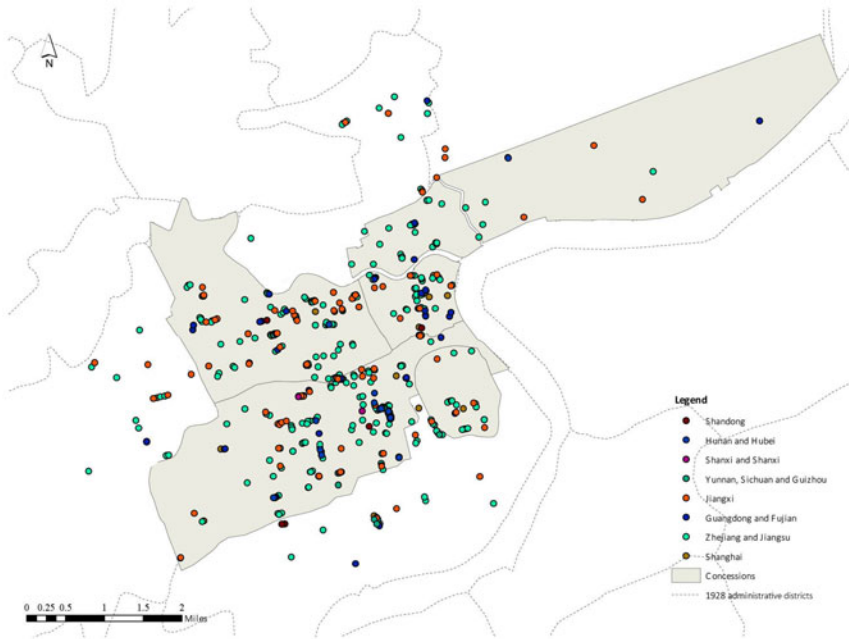 N
Legend
Shandong
Hunan and Hubei
Shanxi and Shanxi
Yunnan, Sichuan and Guizhou
Jiangxi
Guangdong and Fujian
Zhejiang and Jiangsu
Shanghai
Concessions
1928 administrative districts
0 0.25 0.5 1 1.5 2
Miles